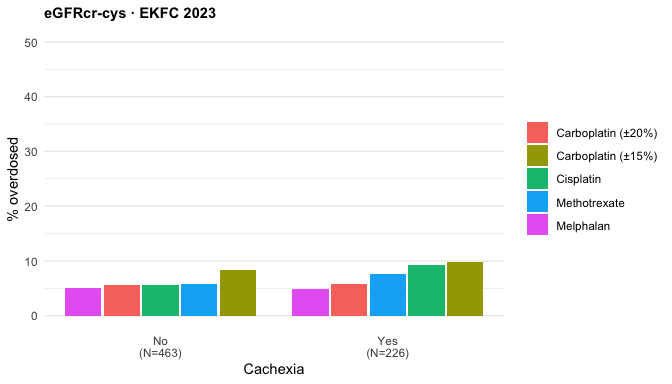 eGFRcr-cys · EKFC 2023
% overdosed
50
40
30
20
10
0
No
(N=463)
Yes
(N=226)
Cachexia
Carboplatin (±20%)
Carboplatin (±15%)
Cisplatin
Methotrexate
Melphalan